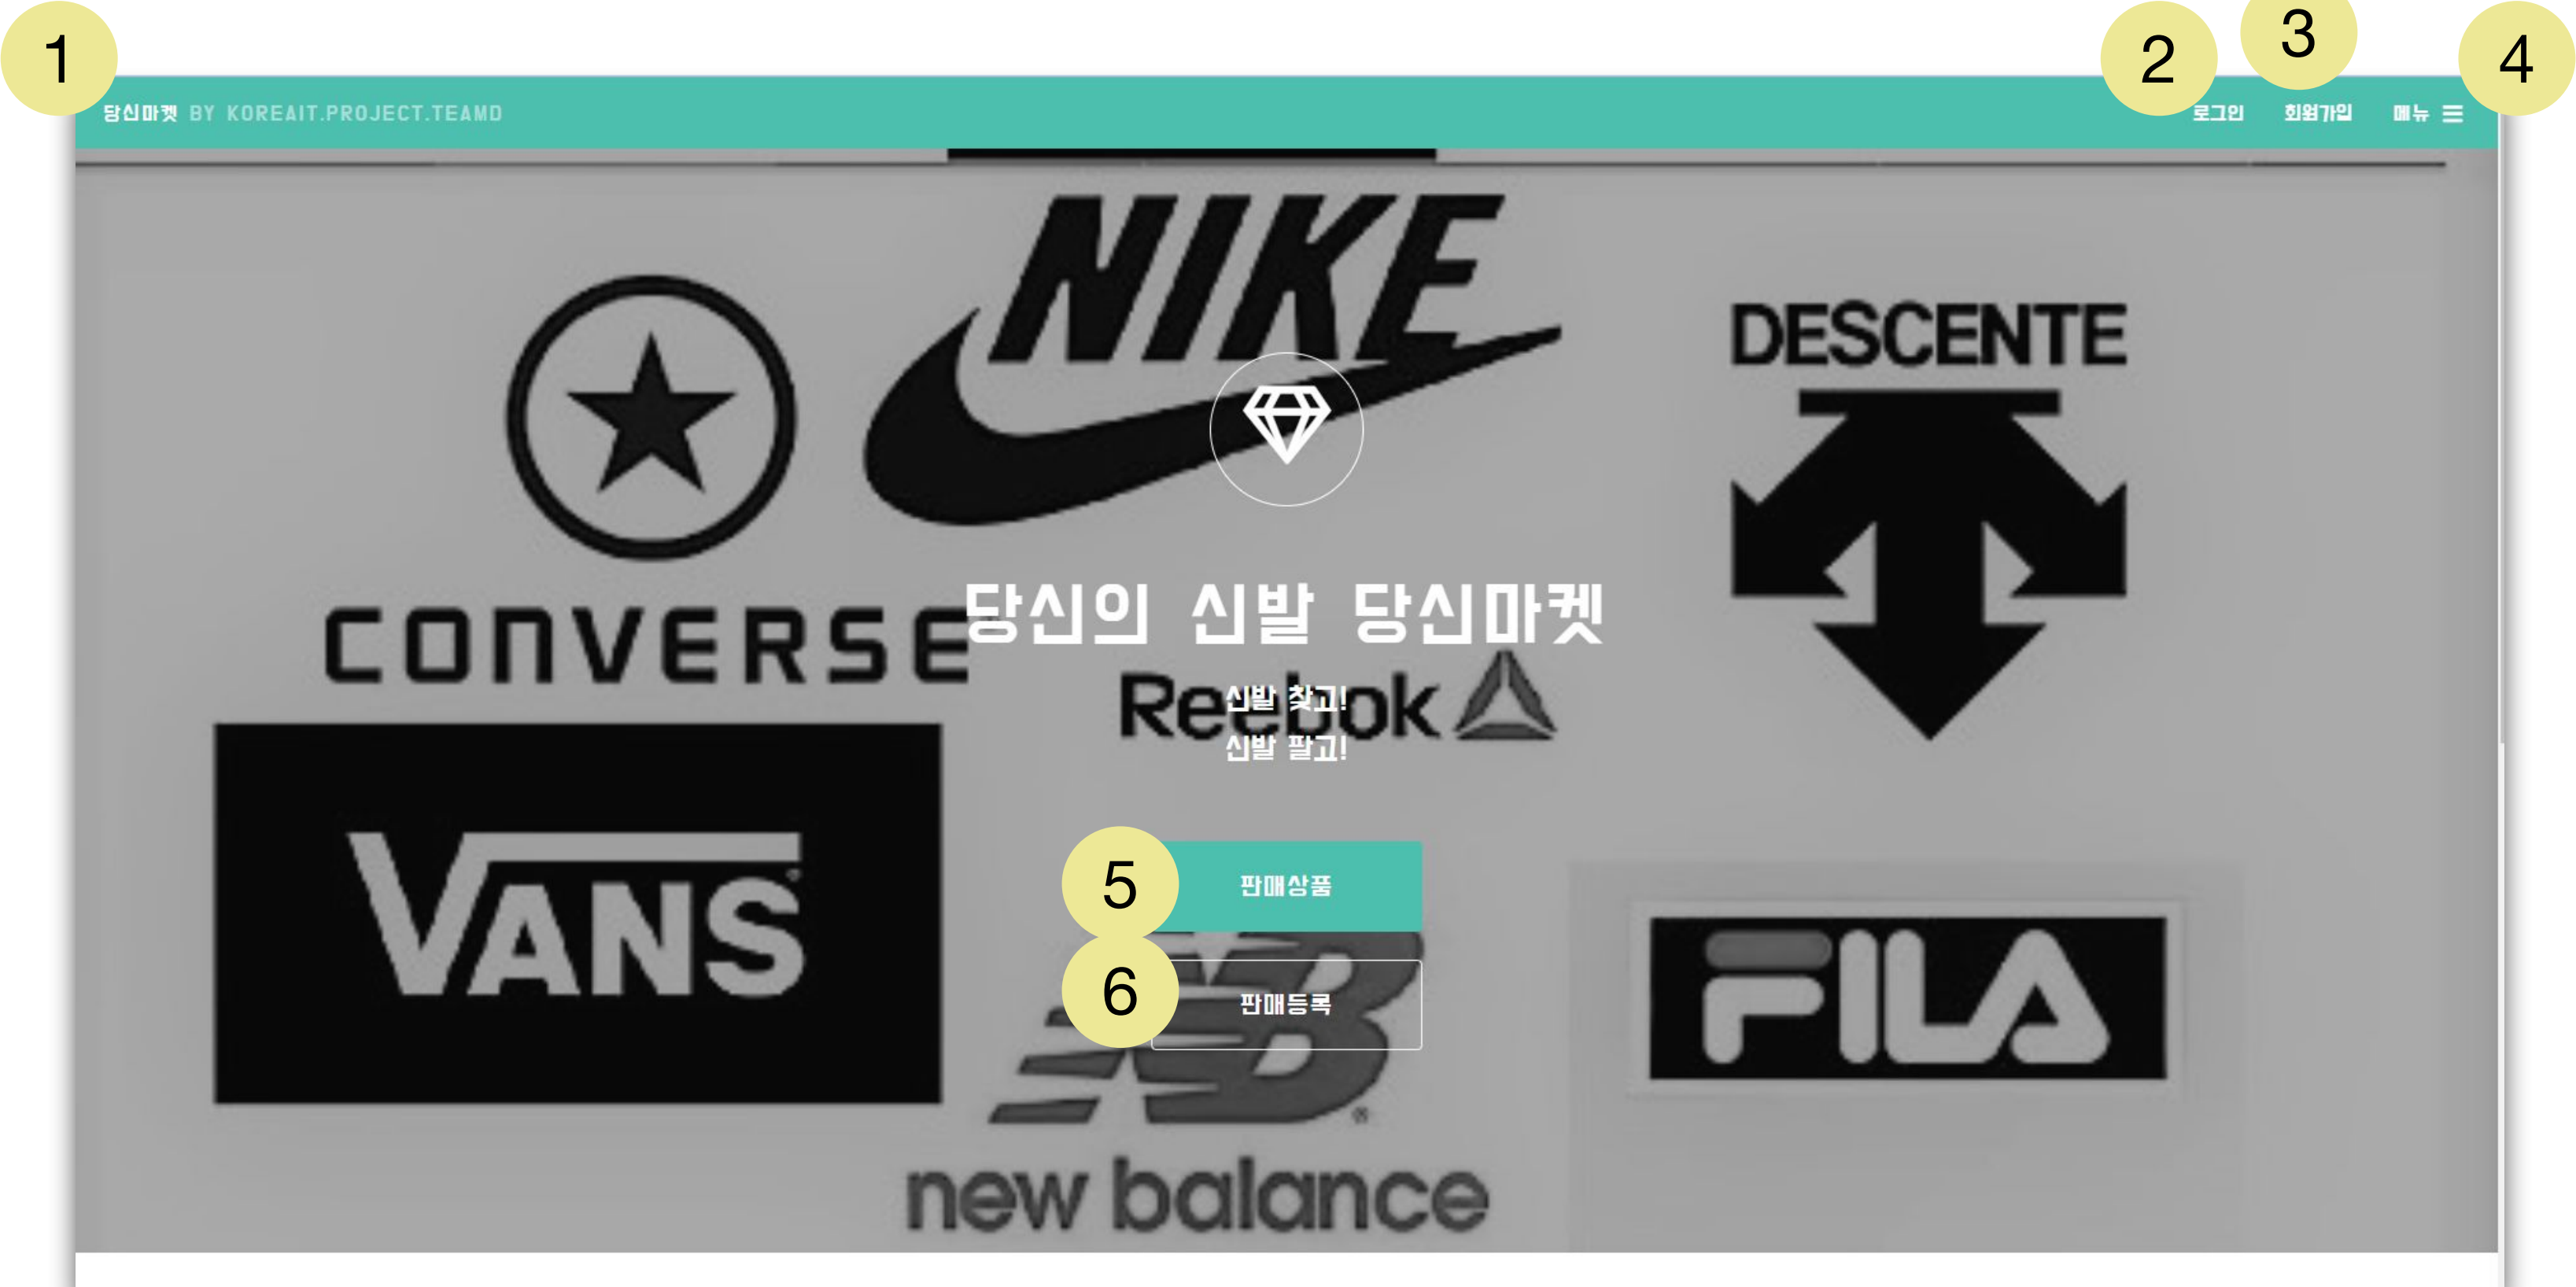 1
2
3
4
당신마켓 BY KOREAIT.PROJECT.TEAMD
로그인 회원가입 메뉴
NIKE
DESCENTE
CONVERSE
당신의 신발 당신마켓
Reebok
신발 찾고!
신발 팔고!
VANS
5
판매상품
6
판매등록
FILA
NB
new balance